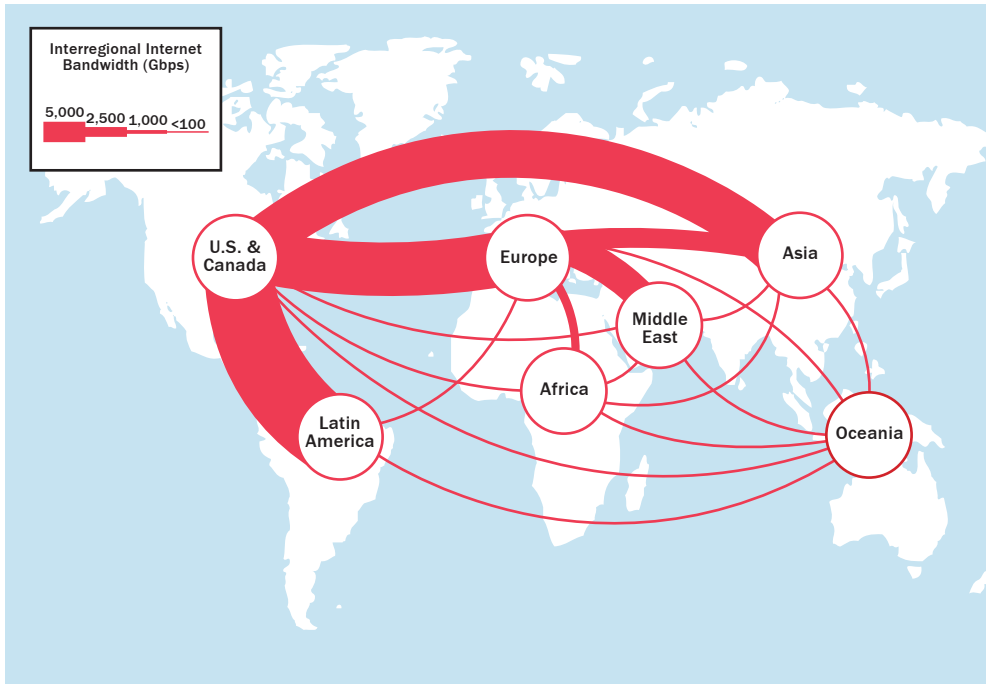 Interregional Internet
Bandwidth (Gbps)
5,000 2,500 1,000 <100
U.S. &
Canada
Europe
Asia
Middle
East
Africa
Latin
America
Oceania